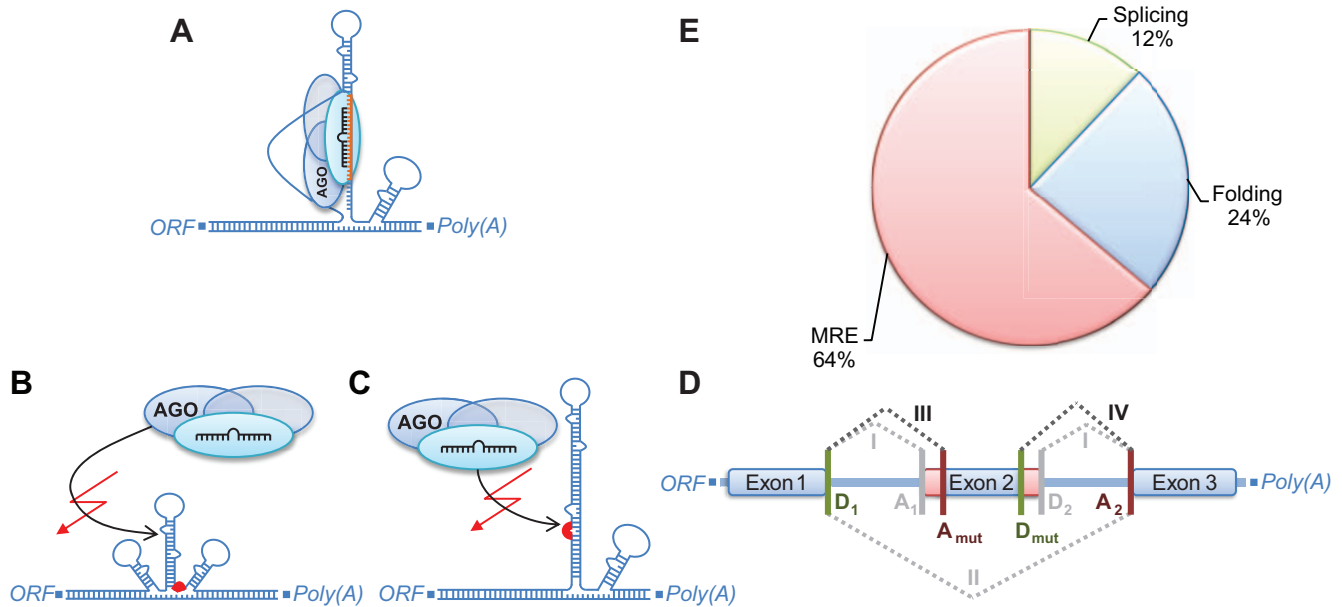 A
AGO
ORF
Poly(A)
E
Splicing
12%
Folding
24%
MRE
64%
B
AGO
ORF
Poly(A)
C
AGO
ORF
Poly(A)
D
III
IV
I
I
ORF
Exon 1
Exon 2
Exon 3
Poly(A)
D1
A1
Amut
Dmut
D2
A2
II